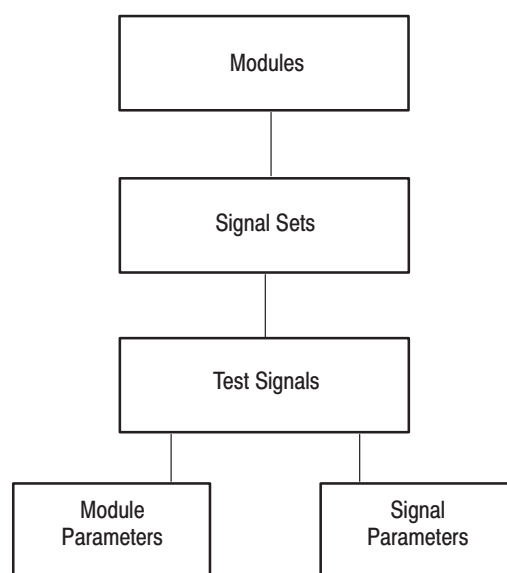 Modules
Signal Sets
Test Signals
Module
Parameters
Signal
Parameters